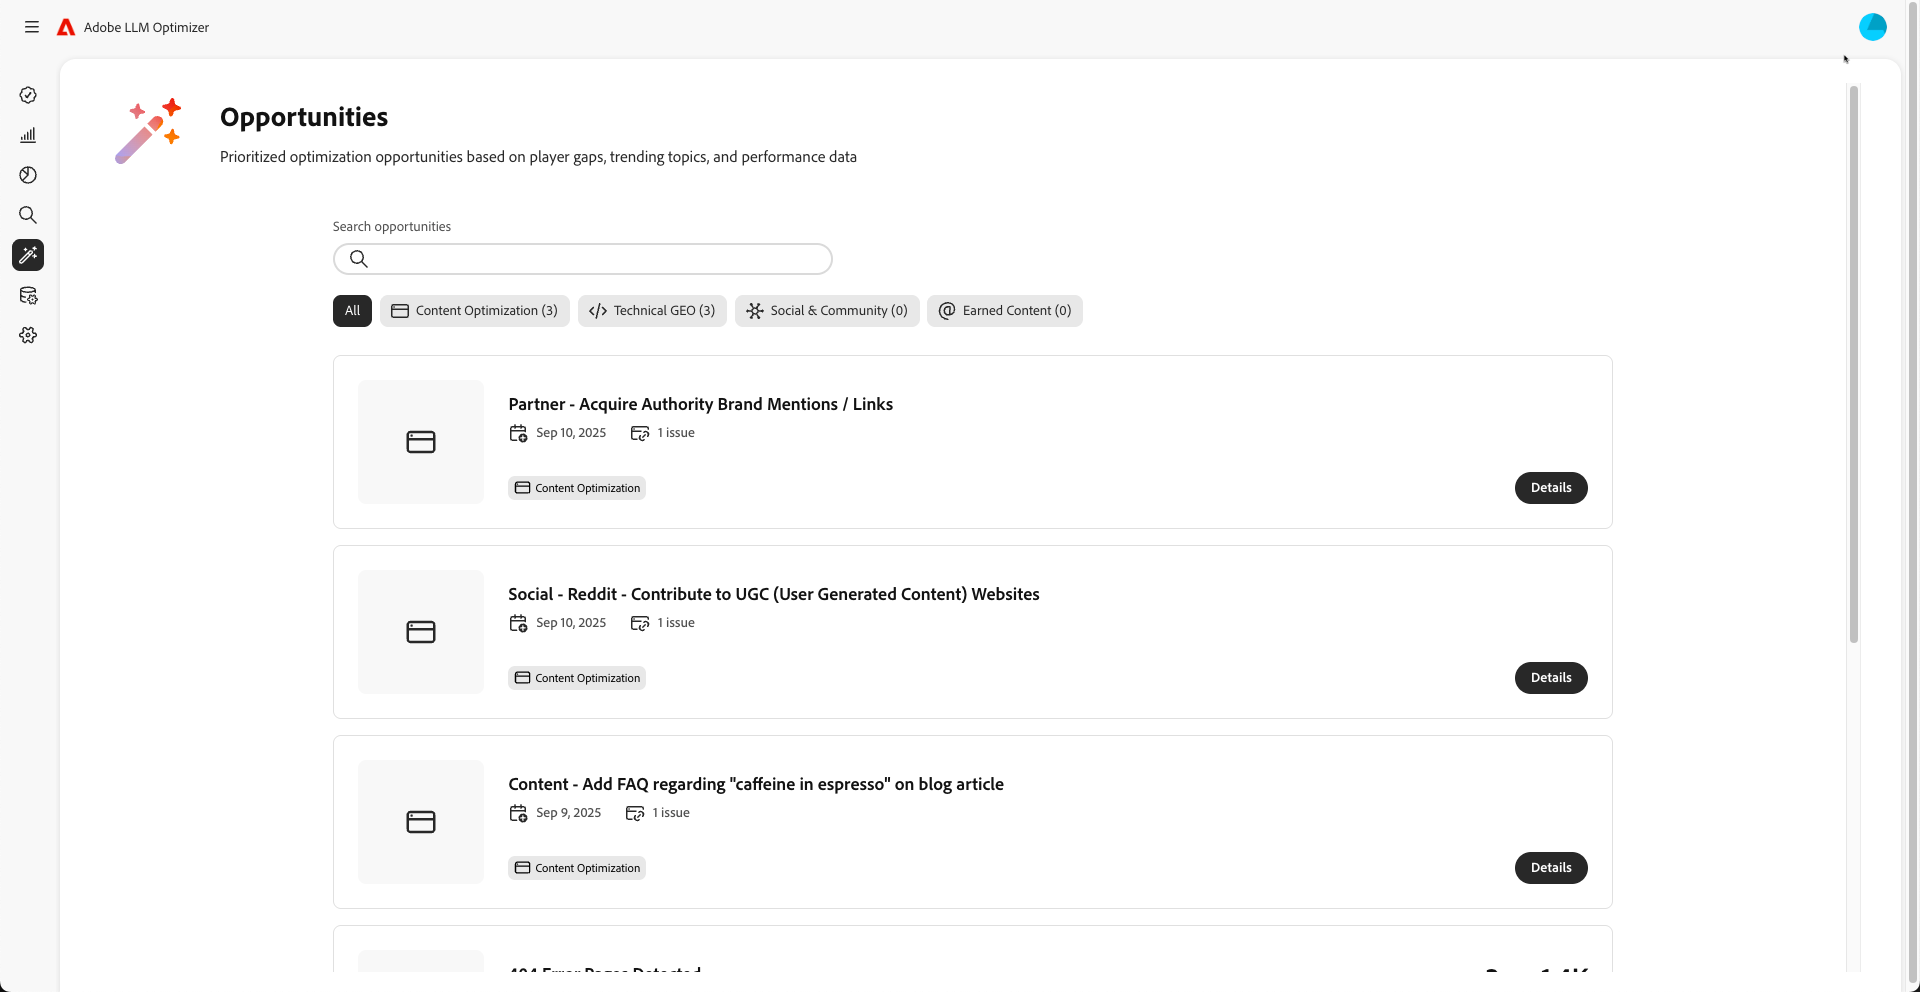 Adobe LLM Optimizer
Opportunities
Prioritized optimization opportunities based on player gaps, trending topics, and performance data
Search opportunities
All
Content Optimization (3)
Technical GEO (3)
Social & Community (0)
Earned Content (0)
Partner - Acquire Authority Brand Mentions / Links
Sep 10, 2025 1 issue
Content Optimization
Details
Social - Reddit - Contribute to UGC (User Generated Content) Websites
Sep 10, 2025 1 issue
Content Optimization
Details
Content - Add FAQ regarding "caffeine in espresso" on blog article
Sep 9, 2025 1 issue
Content Optimization
Details
404 Error Pages Detected